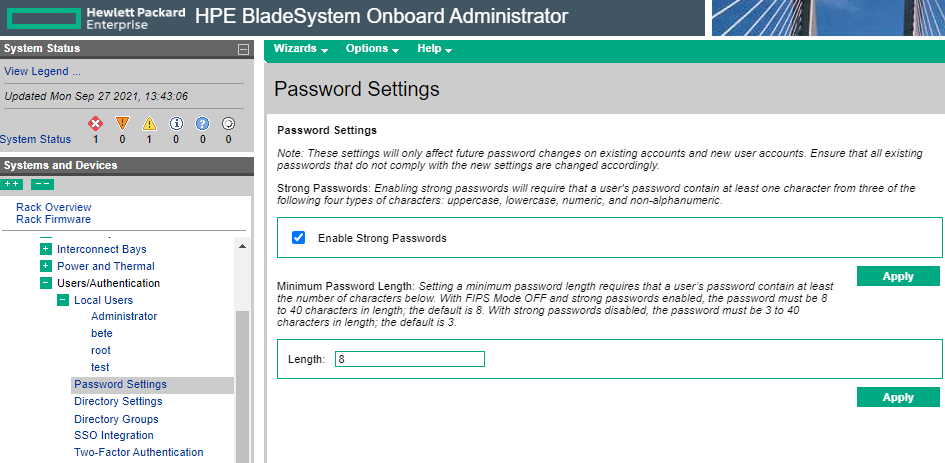 Hewlett Packard
Enterprise
HPE BladeSystem Onboard Administrator
System Status
View Legend ...
Updated Mon Sep 27 2021, 13:43:06
System Status 1 0 1 0 0 0
Systems and Devices
Rack Overview
Rack Firmware
Interconnect Bays
Power and Thermal
Users/Authentication
Local Users
Administrator
bete
root
test
Password Settings
Directory Settings
Directory Groups
SSO Integration
Two-Factor Authentication
Wizards Options Help
Password Settings
Password Settings
Note: These settings will only affect future password changes on existing accounts and new user accounts. Ensure that all existing
passwords that do not comply with the new settings are changed accordingly.
Strong Passwords: Enabling strong passwords will require that a user's password contain at least one character from three of the
following four types of characters: uppercase, lowercase, numeric, and non-alphanumeric.
Enable Strong Passwords
Apply
Minimum Password Length: Setting a minimum password length requires that a user's password contain at least
the number of characters below. With FIPS Mode OFF and strong passwords enabled, the password must be 8
to 40 characters in length; the default is 8. With strong passwords disabled, the password must be 3 to 40
characters in length; the default is 3.
Length: 8
Apply